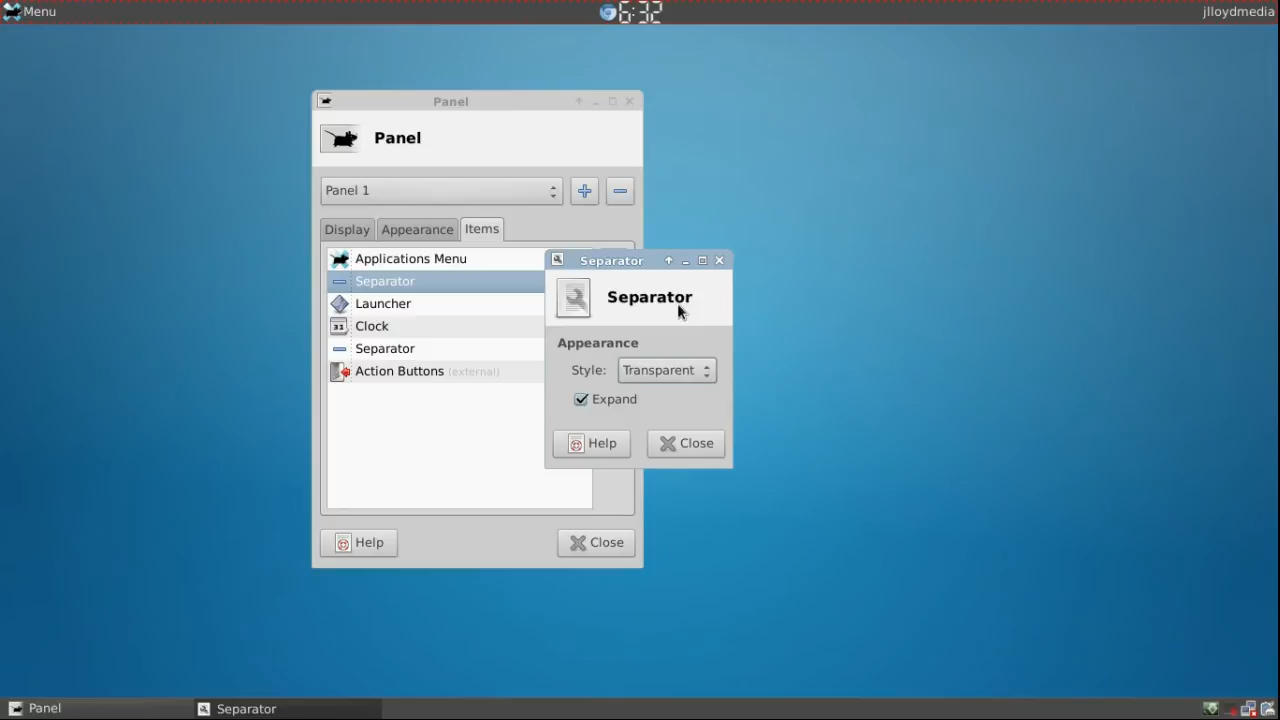 Menu
6:32
jlloydmedia
Panel
Panel
Panel 1
Display Appearance Items
Applications Menu
Separator
Launcher
31 Clock
Separator
Action Buttons (external)
Help Close
Separator
Separator
Appearance
Style: Transparent
Expand
Help Close
Panel Separator